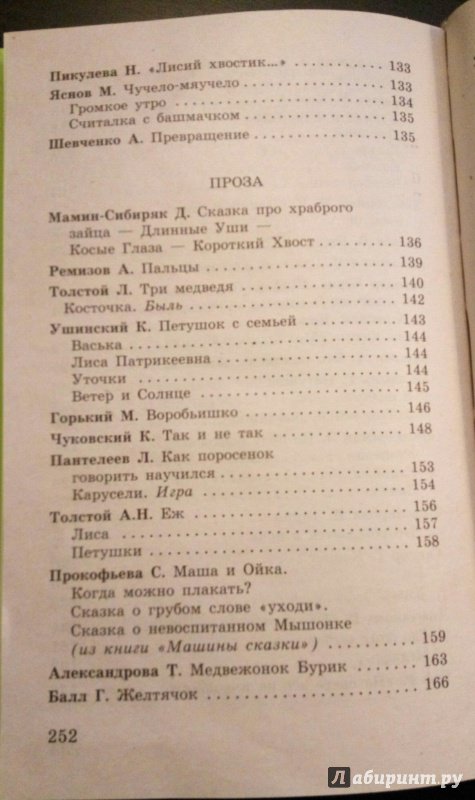 Пикулева Н. «Лисий хвостик...» . . . . . . . . . . 133
Яснов М. Чучело-мяучело . . . . . . . . . . . . . . . 133
Громкое утро . . . . . . . . . . . . . . . . . . . . . 134
Считалка с башмачком . . . . . . . . . . . . . . 135
Шевченко А. Превращение . . . . . . . . . . . . . . 135
ПРОЗА
Мамин-Сибиряк Д. Сказка про храброго
зайца — Длинные Уши —
Косые Глаза — Короткий Хвост . . . . . . . 136
Ремизов А. Пальцы . . . . . . . . . . . . . . . . . . 139
Толстой Л. Три медведя . . . . . . . . . . . . . . . 140
Косточка. Быль . . . . . . . . . . . . . . . . . . . 142
Ушинский К. Петушок с семьей . . . . . . . . . 143
Васька . . . . . . . . . . . . . . . . . . . . . . . . . 144
Лиса Патрикеевна . . . . . . . . . . . . . . . . . 144
Уточки . . . . . . . . . . . . . . . . . . . . . . . . . 144
Ветер и Солнце . . . . . . . . . . . . . . . . . . . 145
Горький М. Воробьишко . . . . . . . . . . . . . . 146
Чуковский К. Так и не так . . . . . . . . . . . . 148
Пантелеев Л. Как поросенок
говорить научился . . . . . . . . . . . . . . . . . 153
Карусели. Игра . . . . . . . . . . . . . . . . . . . 154
Толстой А.Н. Еж . . . . . . . . . . . . . . . . . . . 156
Лиса . . . . . . . . . . . . . . . . . . . . . . . . . . 157
Петушки . . . . . . . . . . . . . . . . . . . . . . . 158
Прокофьева С. Маша и Ойка.
Когда можно плакать?
Сказка о грубом слове «уходи».
Сказка о невоспитанном Мышонке
(из книги «Машины сказки») . . . . . . . . 159
Александрова Т. Медвежонок Бурик . . . . . 163
Балл Г. Желтячок . . . . . . . . . . . . . . . . . . . 166
252
Лабиринт.ру